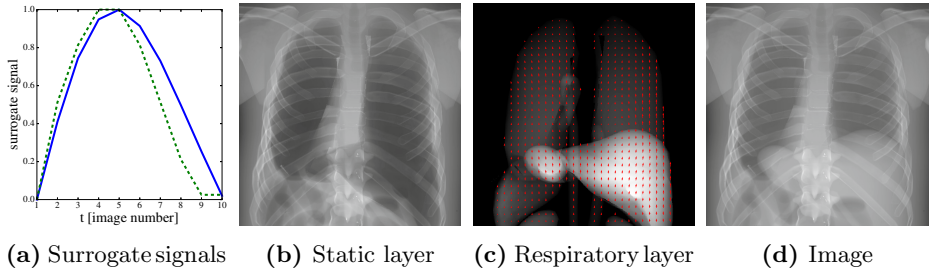 1.0
0.8
0.6
0.4
0.2
0.0
surrogate signal
1 2 3 4 5 6 7 8 9 10
t [image number]
(a) Surrogate signals
(b) Static layer
(c) Respiratory layer
(d) Image